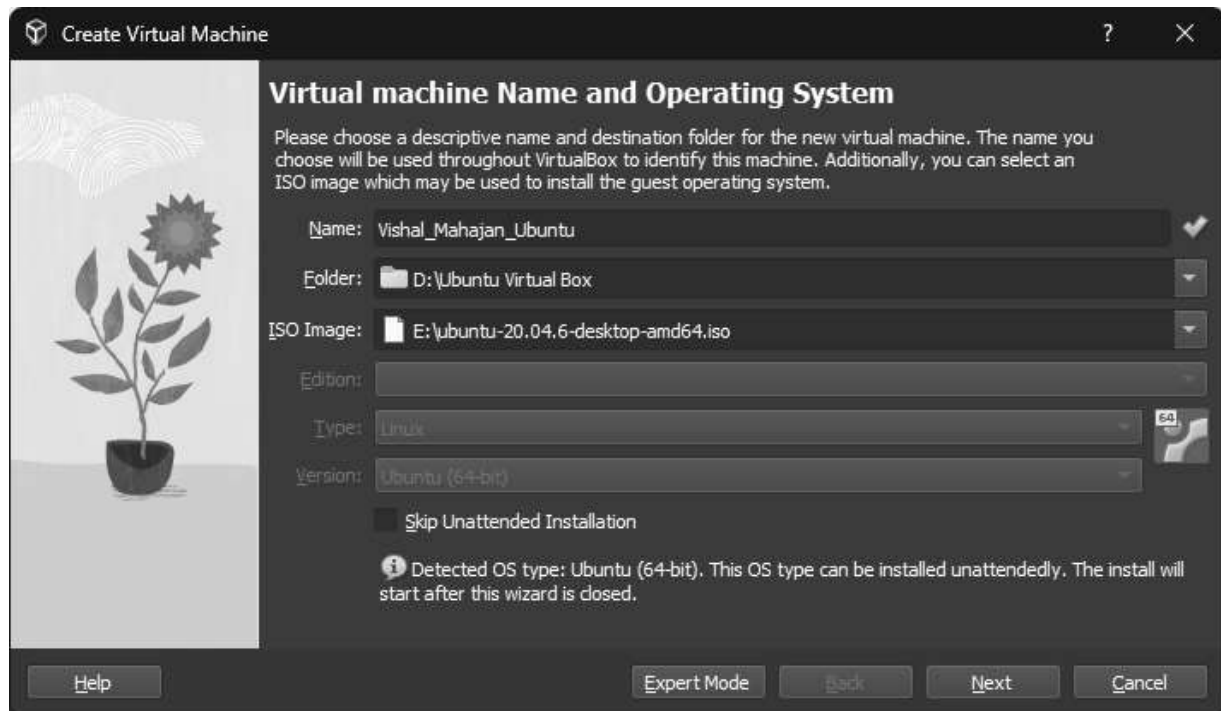 Create Virtual Machine
?
Virtual machine Name and Operating System
Please choose a descriptive name and destination folder for the new virtual machine. The name you
choose will be used throughout VirtualBox to identify this machine. Additionally, you can select an
ISO image which may be used to install the guest operating system.
Name: Vishal_Mahajan_Ubuntu
Folder: D:\Ubuntu Virtual Box
ISO Image: E:\ubuntu-20.04.6-desktop-amd64.iso
Edition:
Type: Linux
64
Version: Ubuntu (64-bit)
Skip Unattended Installation
Detected OS type: Ubuntu (64-bit). This OS type can be installed unattendedly. The install will
start after this wizard is closed.
Help Expert Mode Back Next Cancel